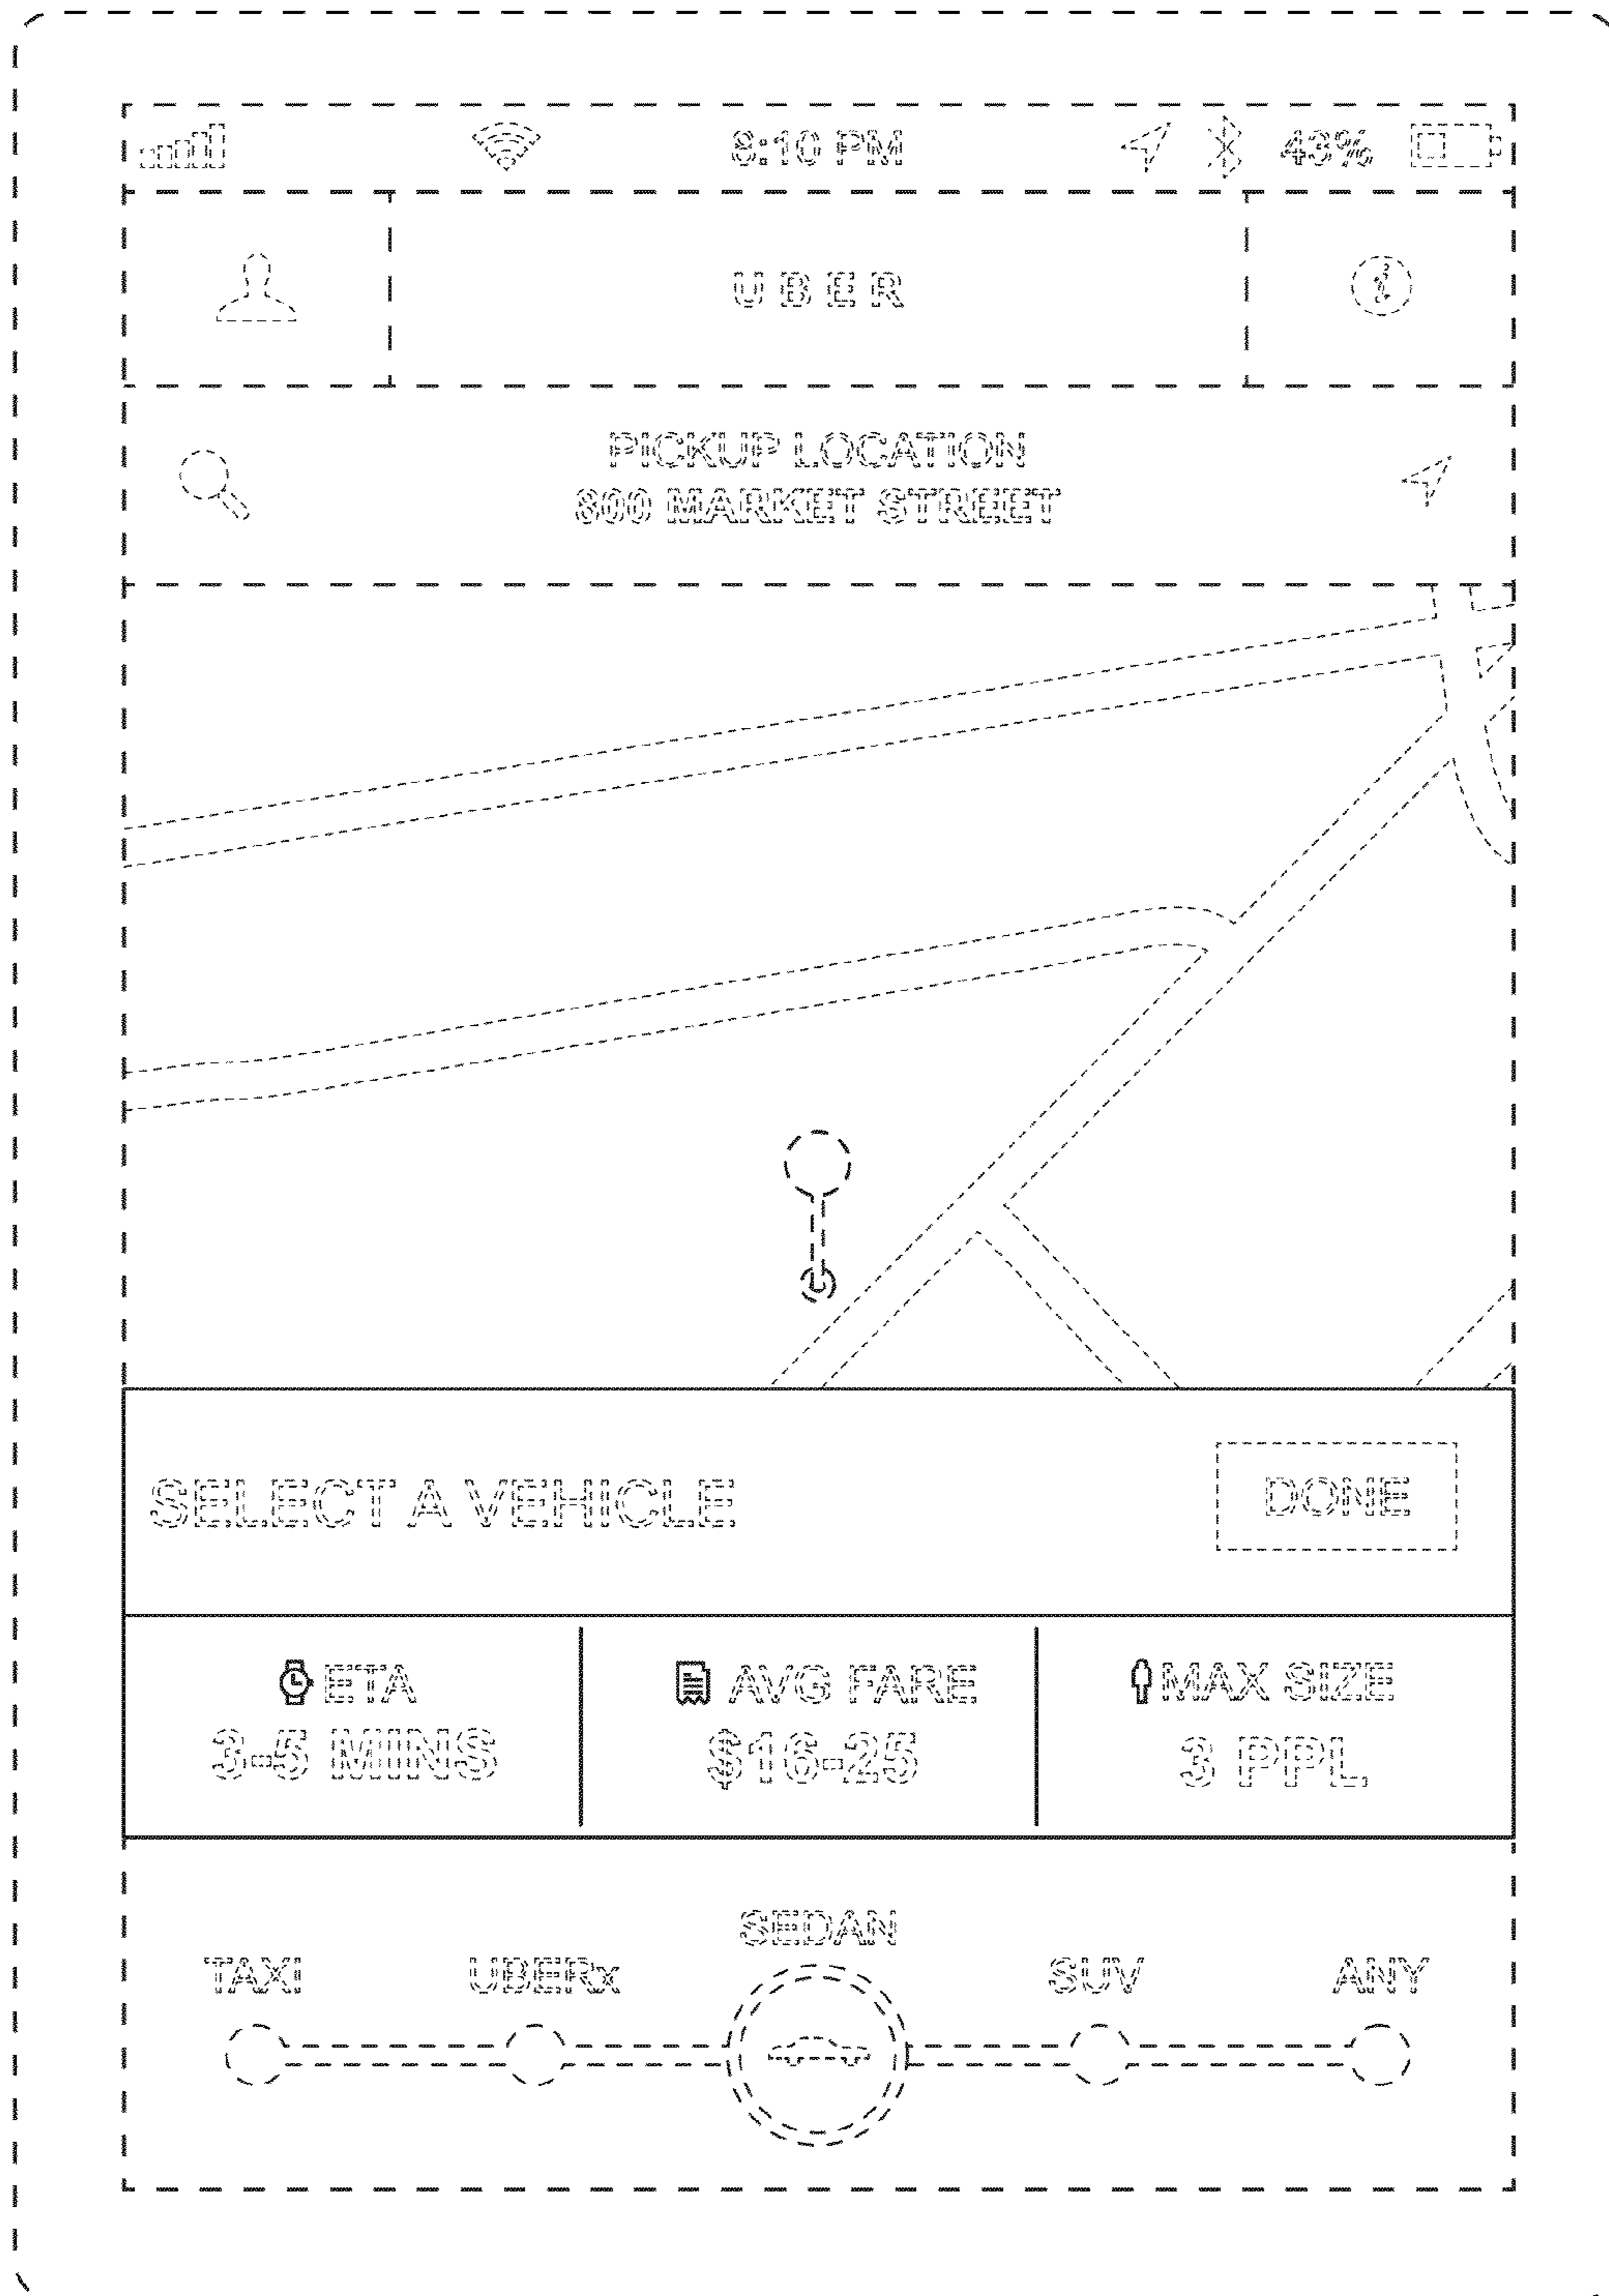 8:10 PM 43%
UBER
PICKUP LOCATION
800 MARKET STREET
SELECT A VEHICLE
DONE
ETA
3-5 MINS
AVG FARE
$16-25
MAX SIZE
3 PPL
TAXI
UBERx
SEDAN
SUV
ANY